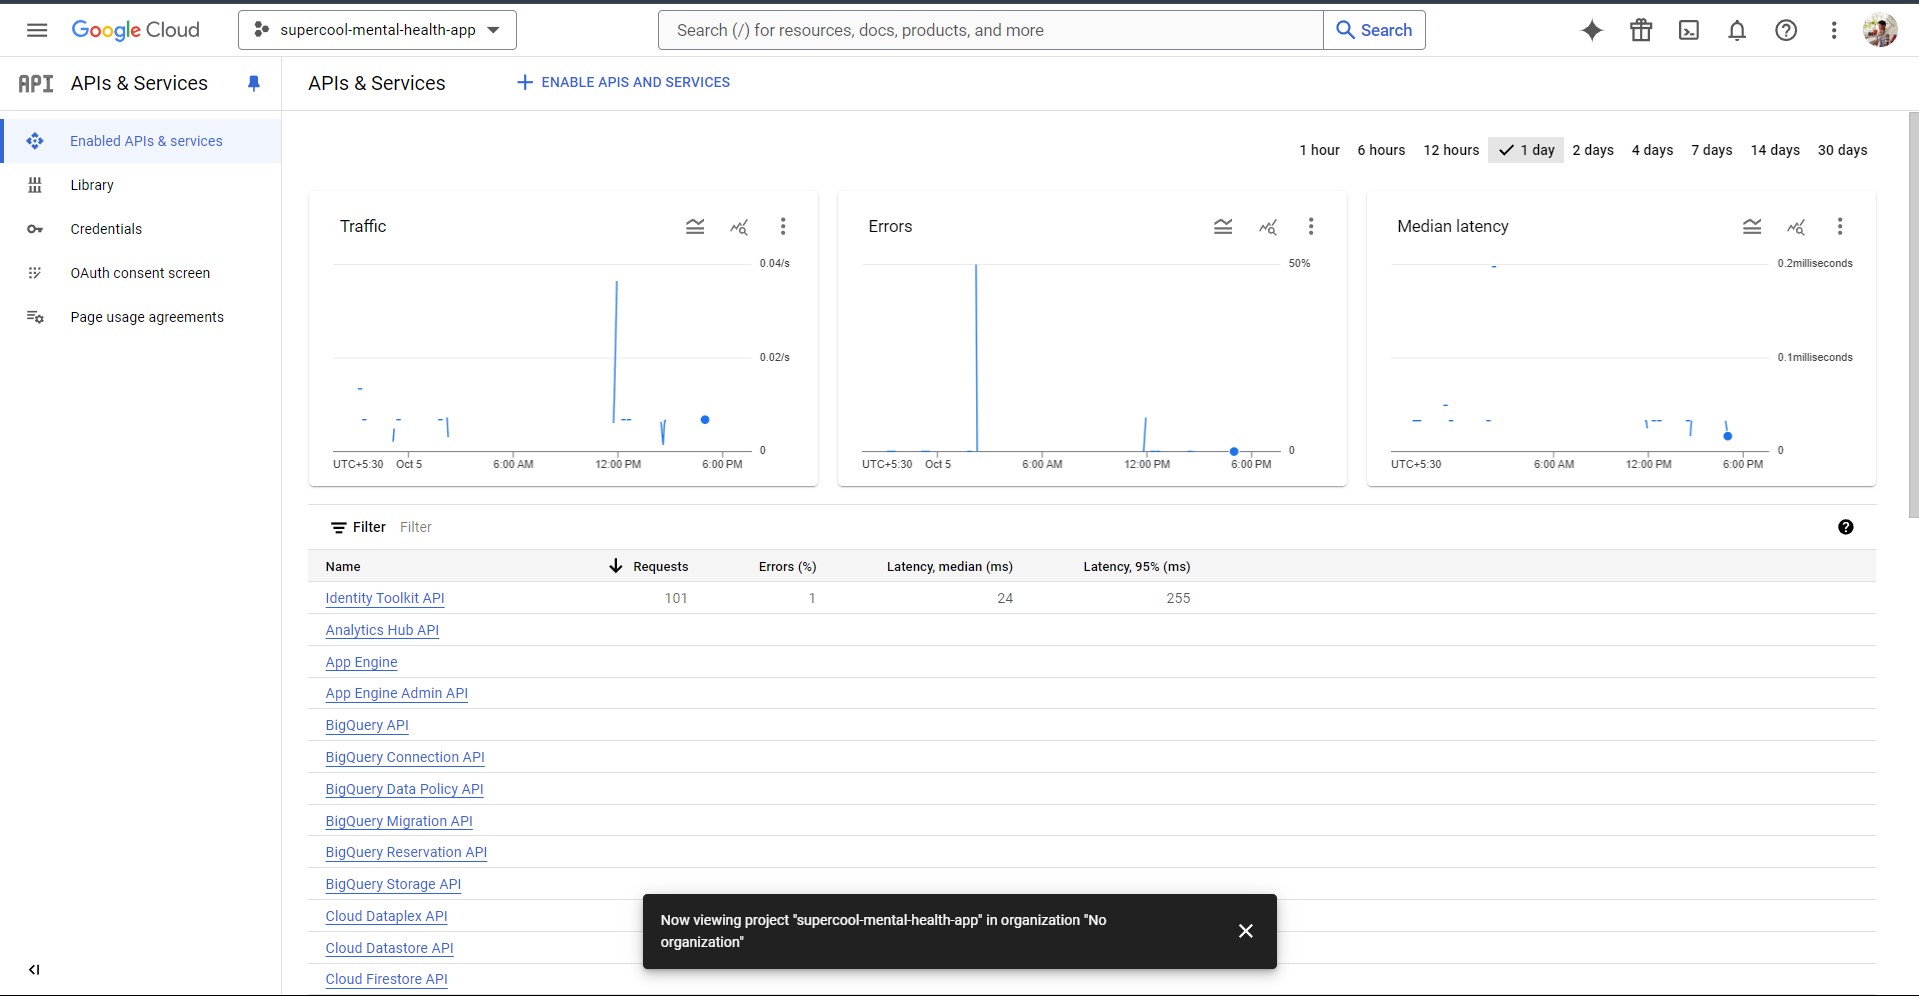 Google Cloud
supercool-mental-health-app
Search (/) for resources, docs, products, and more
Search
API
APIs & Services
APIs & Services
ENABLE APIS AND SERVICES
Enabled APIs & services
Library
Credentials
OAuth consent screen
Page usage agreements
1 hour 6 hours 12 hours 1 day 2 days 4 days 7 days 14 days 30 days
Traffic
0.04/s
0.02/s
0
UTC+5:30 Oct 5 6:00 AM 12:00 PM 6:00 PM
Errors
50%
0
UTC+5:30 Oct 5 6:00 AM 12:00 PM 6:00 PM
Median latency
0.2milliseconds
0.1milliseconds
0
UTC+5:30 6:00 AM 12:00 PM 6:00 PM
Filter Filter
Name Requests Errors (%) Latency, median (ms) Latency, 95% (ms)
Identity Toolkit API 101 1 24 255
Analytics Hub API
App Engine
App Engine Admin API
BigQuery API
BigQuery Connection API
BigQuery Data Policy API
BigQuery Migration API
BigQuery Reservation API
BigQuery Storage API
Cloud Dataplex API
Cloud Datastore API
Cloud Firestore API
Now viewing project "supercool-mental-health-app" in organization "No
organization"